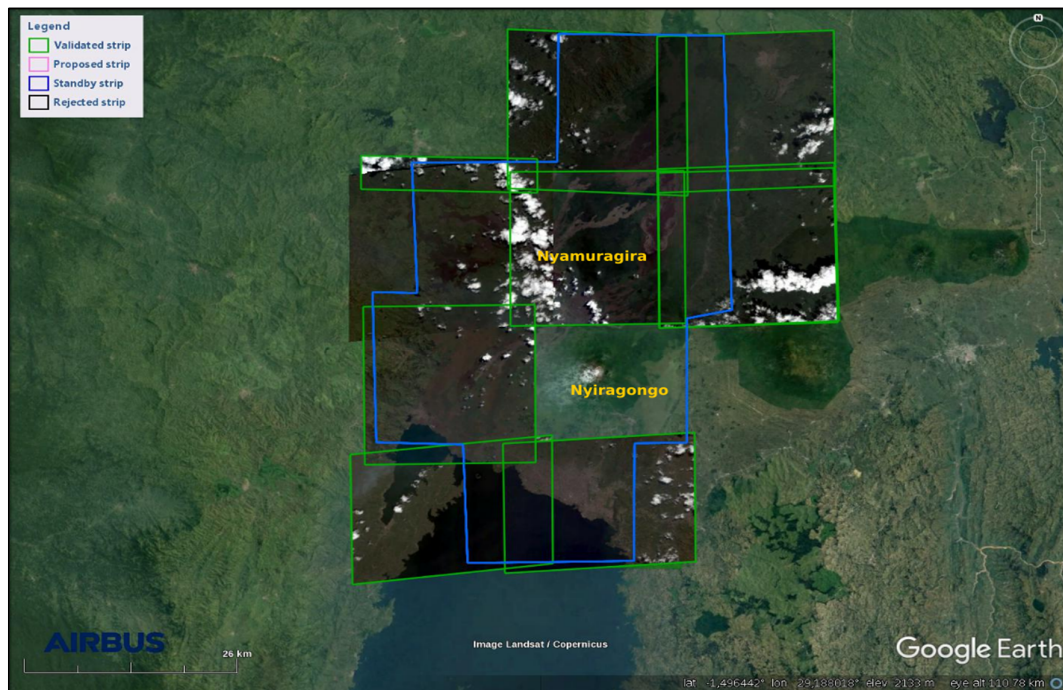 Legend
Validated strip
Proposed strip
Standby strip
Rejected strip
N
Nyamuragira
Nyiragongo
AIRBUS
26 km
Image Landsat / Copernicus
Google Earth
lat -1,496442° lon 29,188018° elev 2133 m eye alt 110.78 km